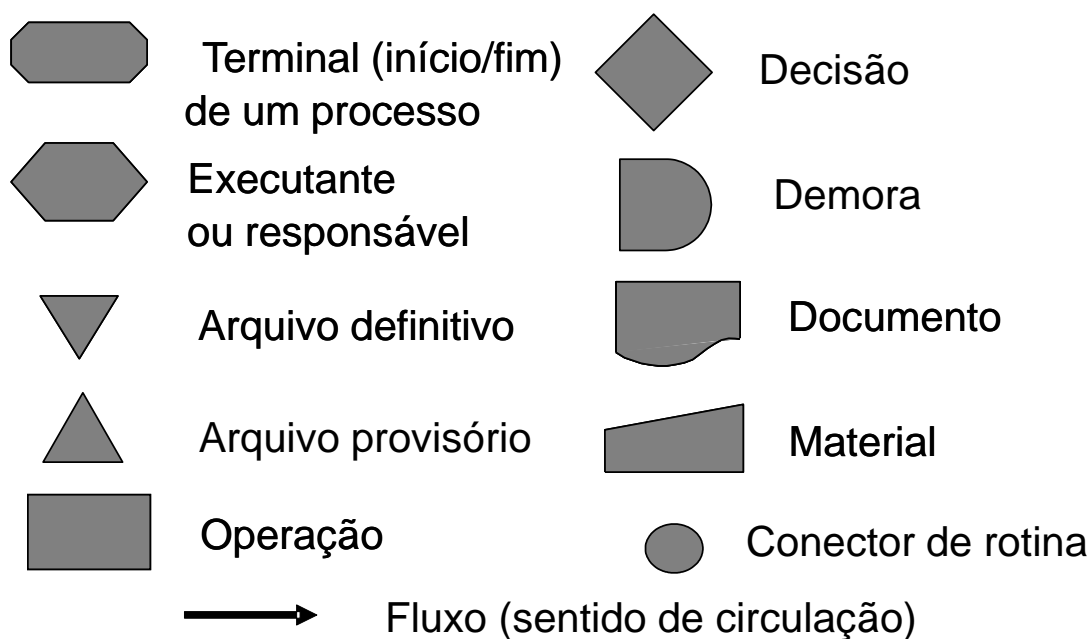 Terminal (início/fim)
de um processo
Decisão
Executante
ou responsável
Demora
Arquivo definitivo
Documento
Arquivo provisório
Material
Operação
Conector de rotina
Fluxo (sentido de circulação)